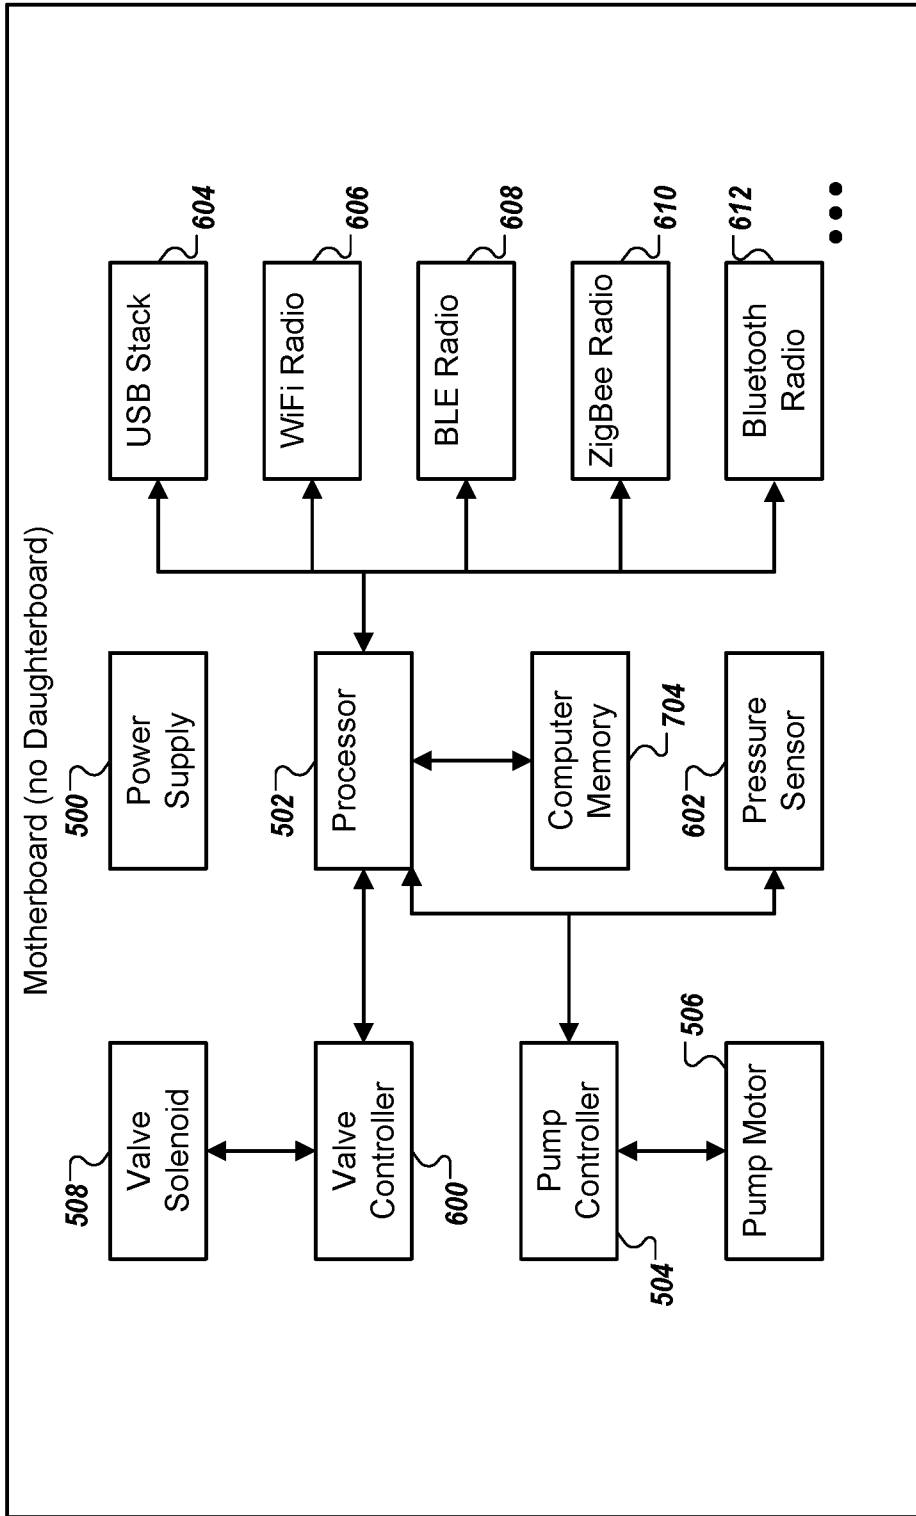 Motherboard (no Daughterboard)
508
Valve
Solenoid
500
Power
Supply
USB Stack
604
Valve
Controller
600
502
Processor
WiFi Radio
606
BLE Radio
608
Pump
Controller
504
Computer
Memory
704
ZigBee Radio
610
Pump Motor
506
602
Pressure
Sensor
Bluetooth
Radio
612
•••